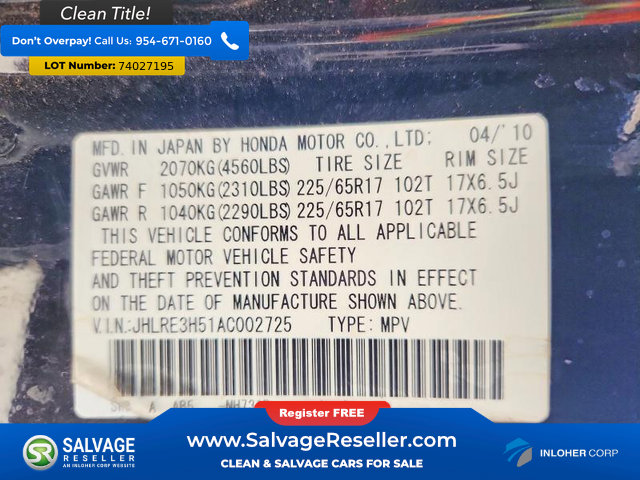 Clean Title!
Don't Overpay! Call Us: 954-671-0160
LOT Number: 74027195
MFD. IN JAPAN BY HONDA MOTOR CO.,LTD; 04/'10
GVWR 2070KG(4560LBS) TIRE SIZE RIM SIZE
GAWR F 1050KG(2310LBS) 225/65R17 102T 17X6.5J
GAWR R 1040KG(2290LBS) 225/65R17 102T 17X6.5J
THIS VEHICLE CONFORMS TO ALL APPLICABLE
FEDERAL MOTOR VEHICLE SAFETY
AND THEFT PREVENTION STANDARDS IN EFFECT
ON THE DATE OF MANUFACTURE SHOWN ABOVE.
V.I.N.:JHLRE3H51AC002725 TYPE: MPV
Register FREE
SR SALVAGE RESELLER
AN INLOHER CORP WEBSITE
www.SalvageReseller.com
CLEAN & SALVAGE CARS FOR SALE
INLOHER CORP